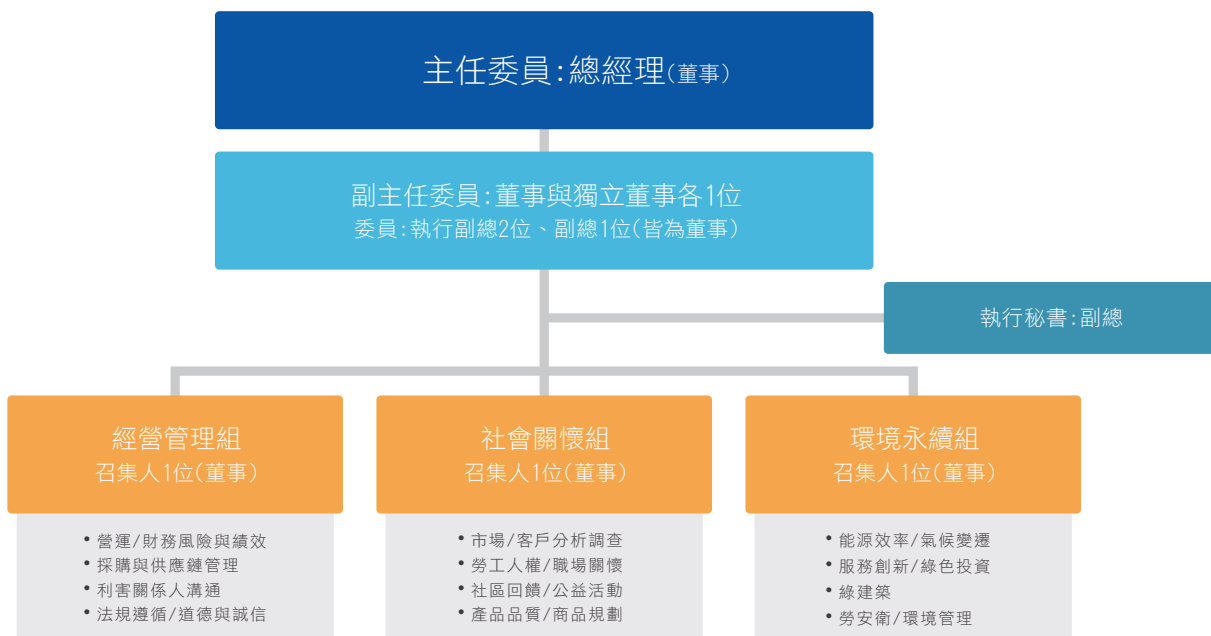 主任委員:總經理(董事)
副主任委員:董事與獨立董事各1位
委員:執行副總2位、副總1位(皆為董事)
執行秘書:副總
經營管理組
召集人1位(董事)
• 營運/財務風險與績效
• 採購與供應鏈管理
• 利害關係人溝通
• 法規遵循/道德與誠信
社會關懷組
召集人1位(董事)
• 市場/客戶分析調查
• 勞工人權/職場關懷
• 社區回饋/公益活動
• 產品品質/商品規劃
環境永續組
召集人1位(董事)
• 能源效率/氣候變遷
• 服務創新/綠色投資
• 綠建築
• 勞安衛/環境管理